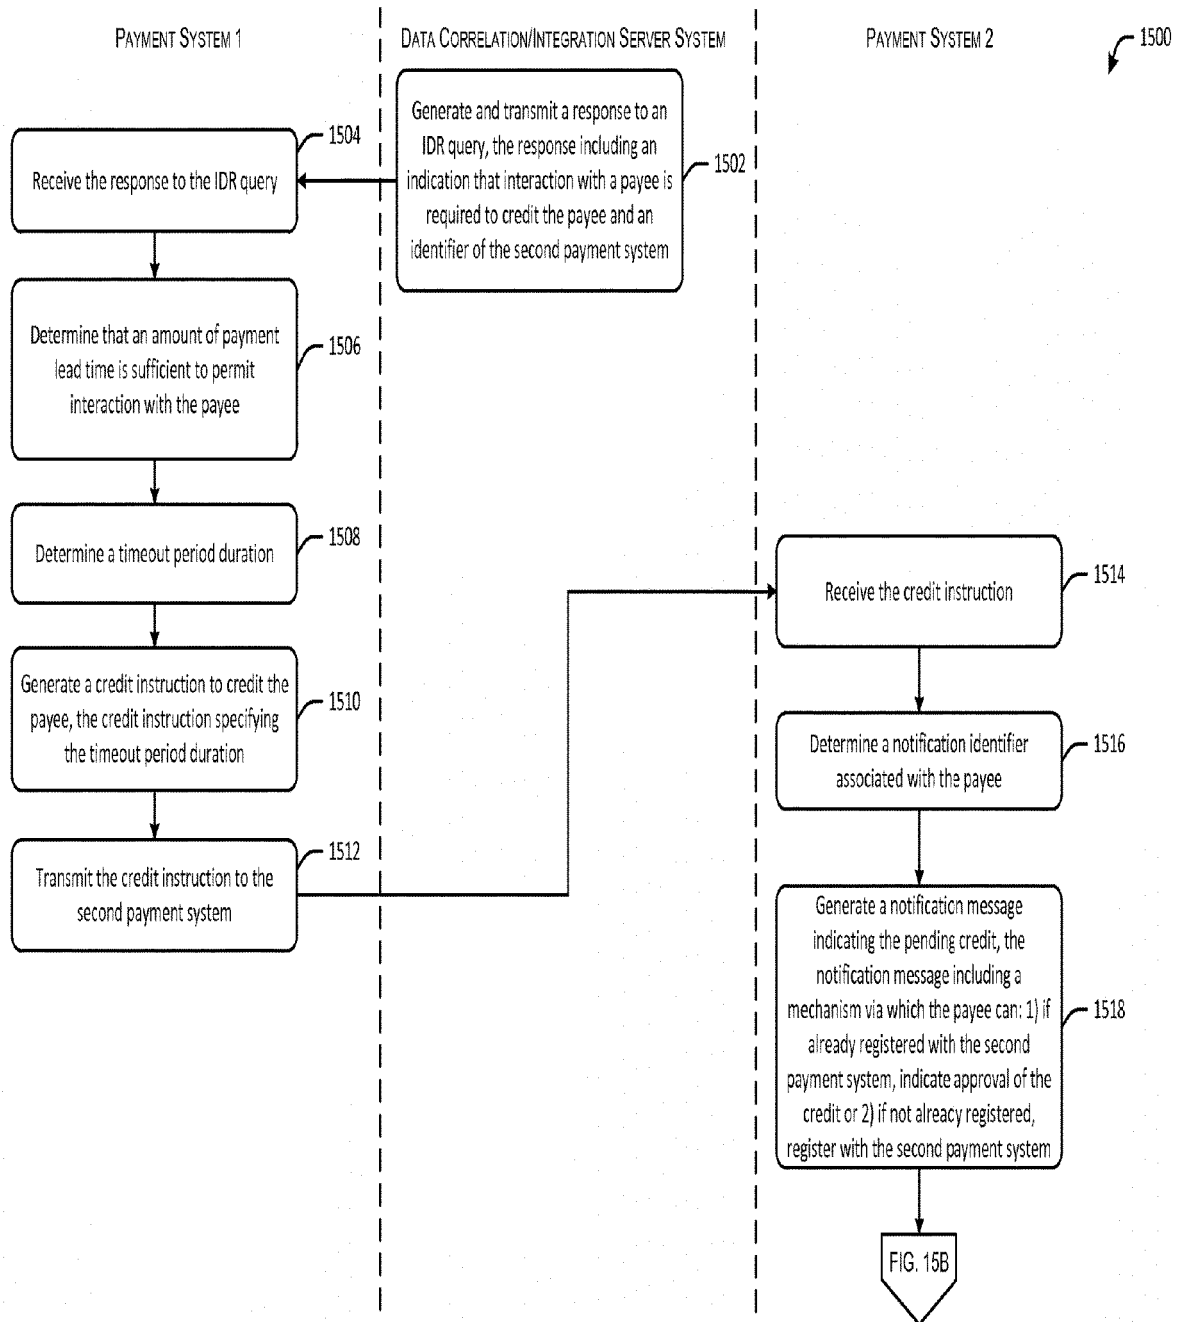 PAYMENT SYSTEM 1
DATA CORRELATION/INTEGRATION SERVER SYSTEM
PAYMENT SYSTEM 2
1500
Generate and transmit a response to an
IDR query, the response including an
indication that interaction with a payee is
required to credit the payee and an
identifier of the second payment system
1502
1504
Receive the response to the IDR query
Determine that an amount of payment
lead time is sufficient to permit
interaction with the payee
1506
Determine a timeout period duration
1508
Generate a credit instruction to credit the
payee, the credit instruction specifying
the timeout period duration
1510
Transmit the credit instruction to the
second payment system
1512
Receive the credit instruction
1514
Determine a notification identifier
associated with the payee
1516
Generate a notification message
indicating the pending credit, the
notification message including a
mechanism via which the payee can: 1) if
already registered with the second
payment system, indicate approval of the
credit or 2) if not already registered,
register with the second payment system
1518
FIG. 15B